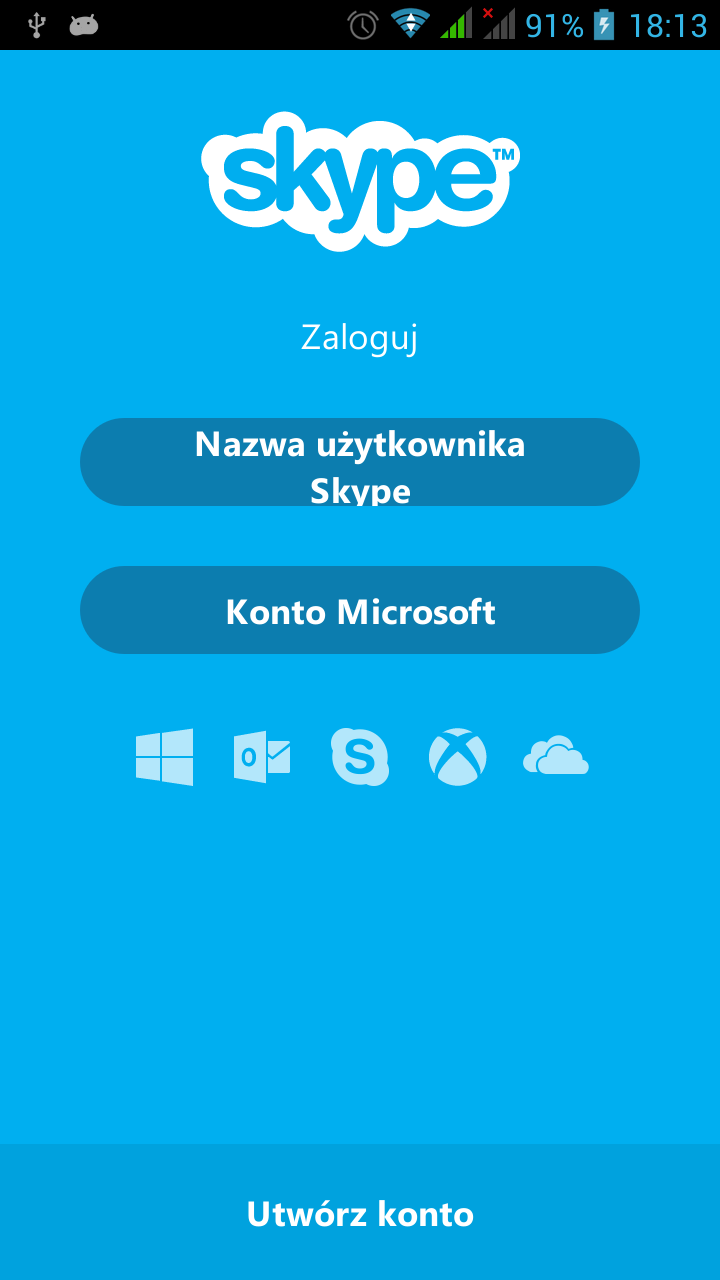 91% 18:13
skype™
Zaloguj
Nazwa użytkownika
Skype
Konto Microsoft
Utwórz konto